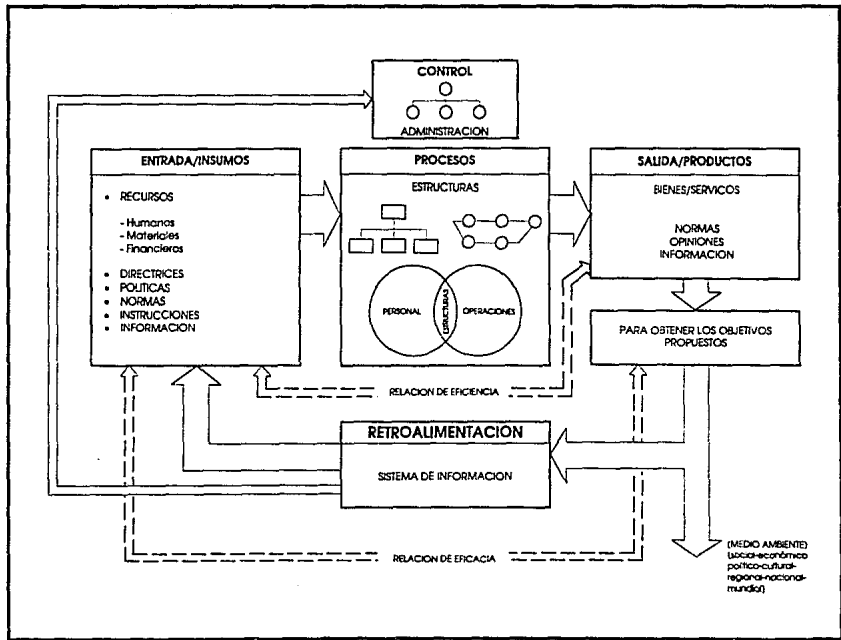 CONTROL
ADMINISTRACION
ENTRADA/INSUMOS
• RECURSOS
- Humanos
- Materiales
- Financieros
• DIRECTRICES
• POLITICAS
• NORMAS
• INSTRUCCIONES
• INFORMACION
PROCESOS
ESTRUCTURAS
PERSONAL
ESTRUCTURAS
OPERACIONES
SALIDA/PRODUCTOS
BIENES/SERVICOS
NORMAS
OPINIONES
INFORMACION
PARA OBTENER LOS OBJETIVOS
PROPUESTOS
RELACION DE EFICIENCIA
RETROALIMENTACION
SISTEMA DE INFORMACION
RELACION DE EFICACIA
(MEDIO AMBIENTE)
(social-económico
político-cultural-
regional-nacional-
mundial)